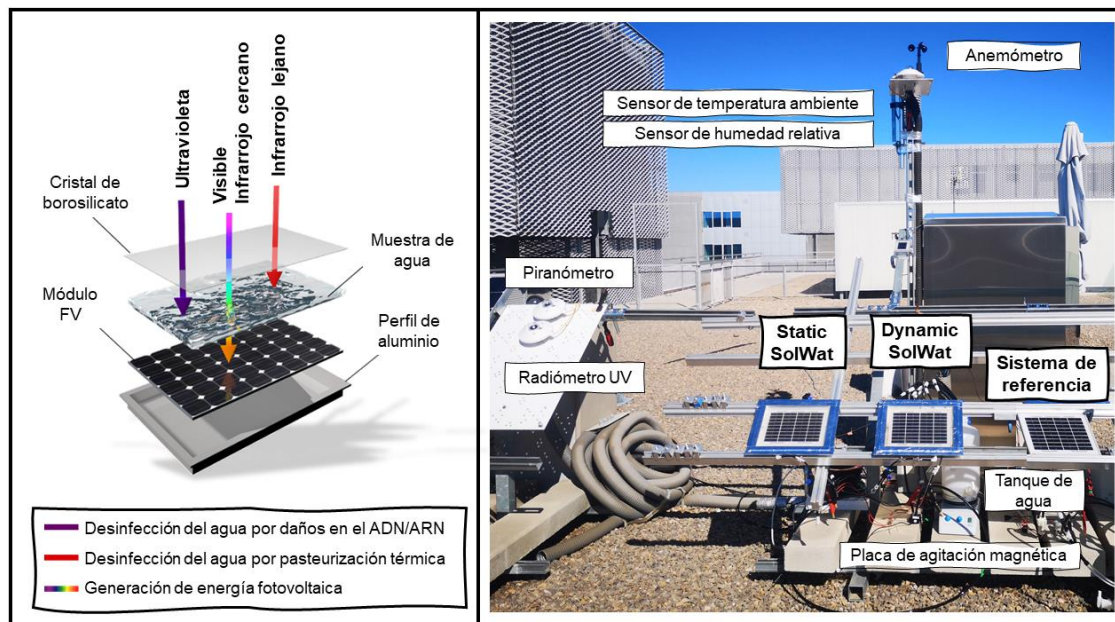 Ultravioleta
Visible
Infrarrojo cercano
Infrarrojo lejano
Cristal de
borosilicato
Muestra de
agua
Módulo
FV
Perfil de
aluminio
Desinfección del agua por daños en el ADN/ARN
Desinfección del agua por pasteurización térmica
Generación de energía fotovoltaica
Anemómetro
Sensor de temperatura ambiente
Sensor de humedad relativa
Piranómetro
Static
SolWat
Dynamic
SolWat
Sistema de
referencia
Radiómetro UV
Tanque de
agua
Placa de agitación magnética